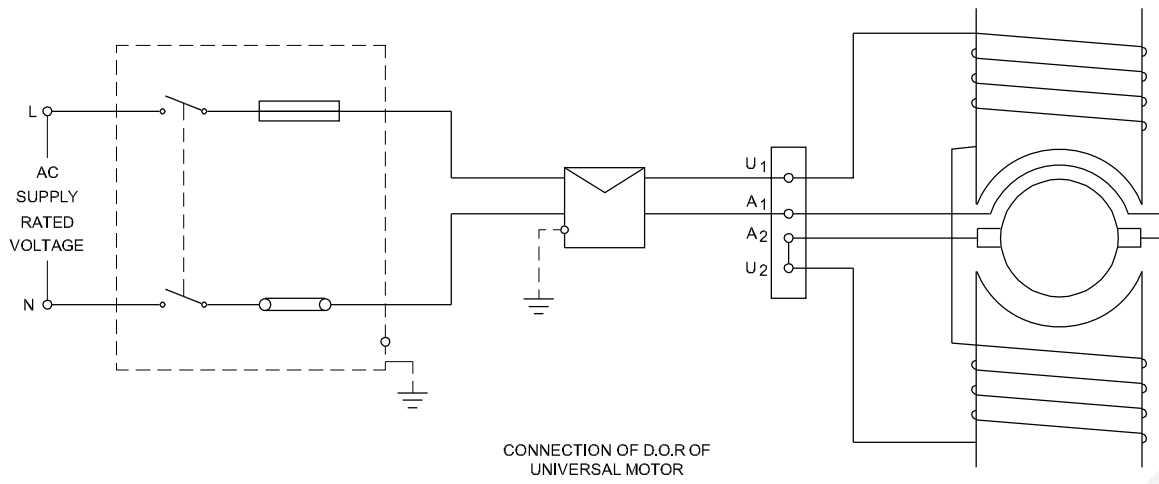 L
AC
SUPPLY
RATED
VOLTAGE
N
U1
A1
A2
U2
CONNECTION OF D.O.R OF
UNIVERSAL MOTOR